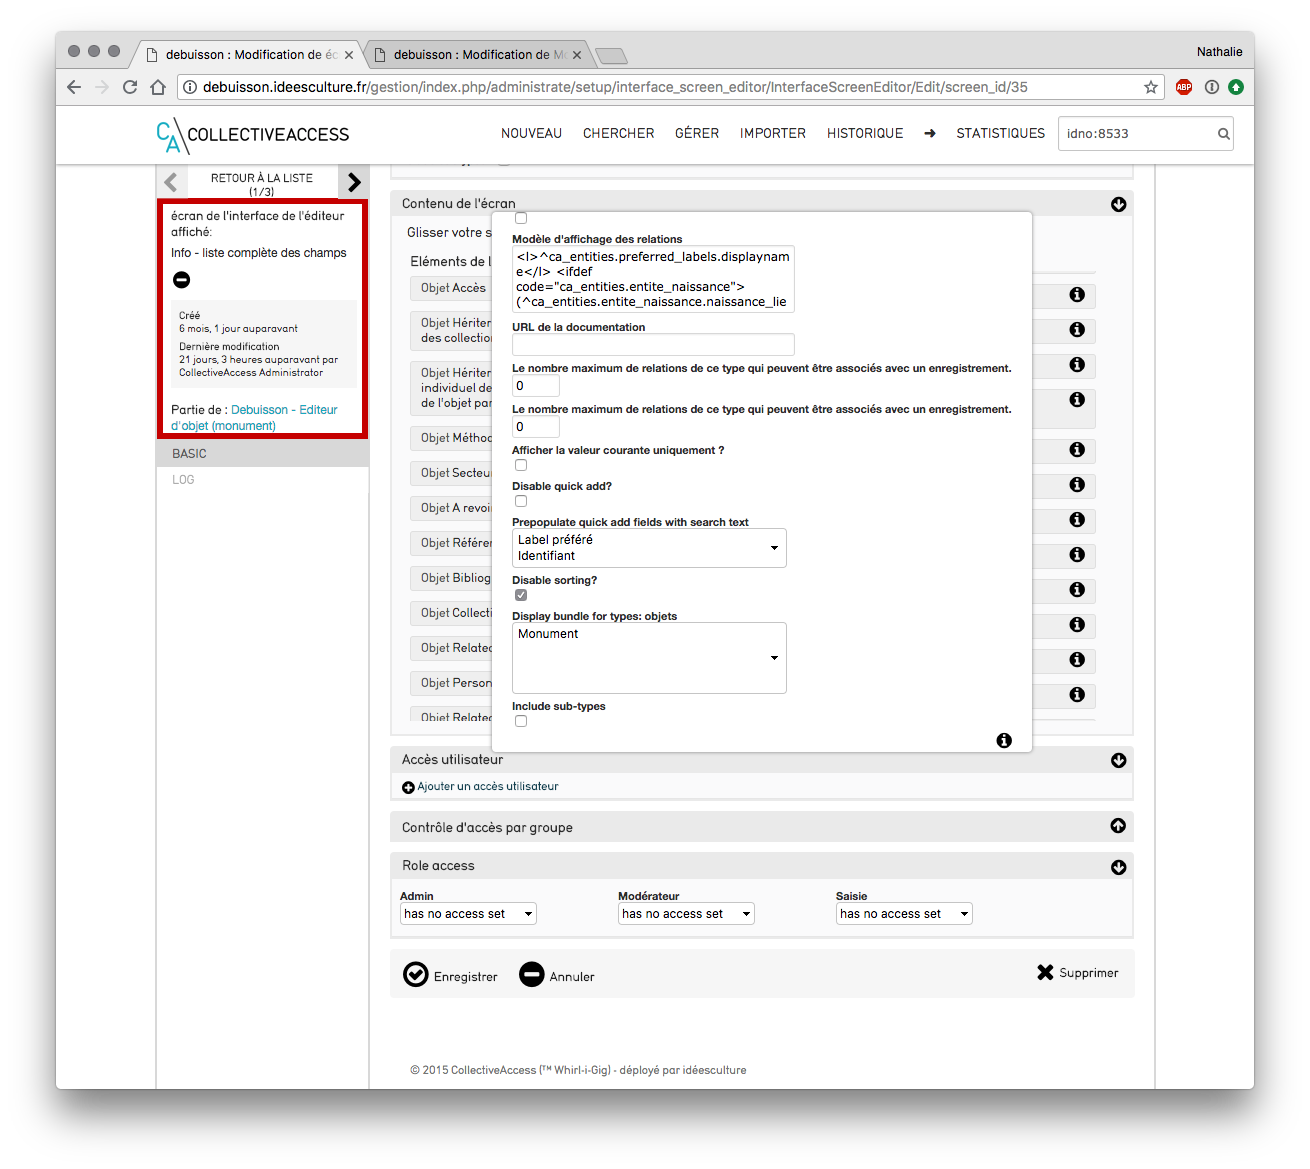 debuisson : Modification de éc
debuisson : Modification de M
Nathalie
debuisson.ideesculture.fr/gestion/index.php/administrate/setup/interface_screen_editor/InterfaceScreenEditor/Edit/screen_id/35
ABP
CA COLLECTIVEACCESS
NOUVEAU CHERCHER GÉRER IMPORTER HISTORIQUE ➔ STATISTIQUES
idno:8533
RETOUR À LA LISTE
(1/3)
écran de l'interface de l'éditeur
affiché:
Info - liste complète des champs
Créé
6 mois, 1 jour auparavant
Dernière modification
21 jours, 3 heures auparavant par
CollectiveAccess Administrator
Partie de : Debuisson - Editeur
d'objet (monument)
BASIC
LOG
Contenu de l'écran
Glisser votre s
Eléments de l
Objet Accès
Objet Hériter
des collection
Objet Hériter
individuel de
de l'objet par
Objet Méthod
Objet Secteur
Objet A revoi
Objet Référen
Objet Bibliog
Objet Collecti
Objet Related
Objet Person
Objet Related
Modèle d'affichage des relations
<l>^ca_entities.preferred_labels.displaynam
e</l> <ifdef
code="ca_entities.entite_naissance">
(^ca_entities.entite_naissance.naissance_lie
URL de la documentation
Le nombre maximum de relations de ce type qui peuvent être associés avec un enregistrement.
0
Le nombre maximum de relations de ce type qui peuvent être associés avec un enregistrement.
0
Afficher la valeur courante uniquement ?
Disable quick add?
Prepopulate quick add fields with search text
Label préféré
Identifiant
Disable sorting?
Display bundle for types: objets
Monument
Include sub-types
Accès utilisateur
Ajouter un accès utilisateur
Contrôle d'accès par groupe
Role access
Admin Modérateur Saisie
has no access set has no access set has no access set
Enregistrer Annuler Supprimer
© 2015 CollectiveAccess (™ Whirl-i-Gig) - déployé par idéesculture